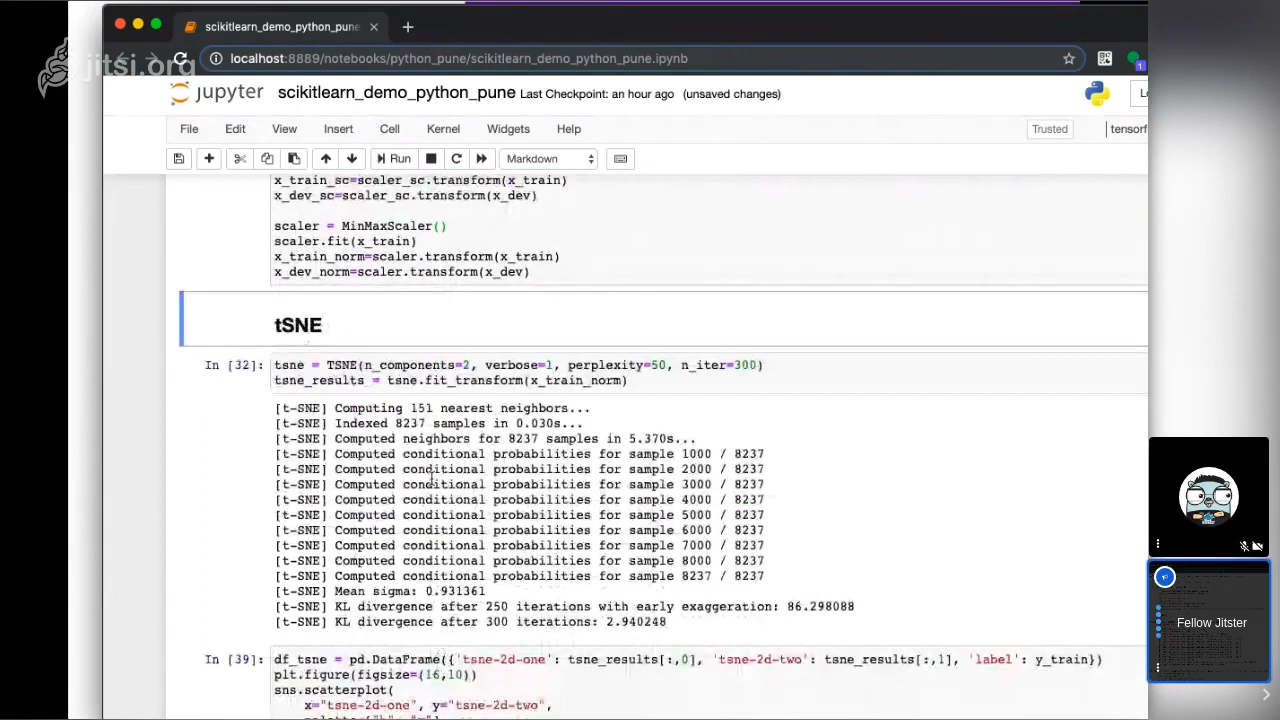 scikitlearn_demo_python_pune
localhost:8889/notebooks/python_pune/scikitlearn_demo_python_pune.ipynb
jitsi.org
1
jupyter scikitlearn_demo_python_pune Last Checkpoint: an hour ago (unsaved changes)
File Edit View Insert Cell Kernel Widgets Help Trusted tensorf
Run Markdown
x_train_sc=scaler_sc.transform(x_train)
x_dev_sc=scaler_sc.transform(x_dev)
scaler = MinMaxScaler()
scaler.fit(x_train)
x_train_norm=scaler.transform(x_train)
x_dev_norm=scaler.transform(x_dev)
tSNE
In [32]: tsne = TSNE(n_components=2, verbose=1, perplexity=50, n_iter=300)
tsne_results = tsne.fit_transform(x_train_norm)
[t-SNE] Computing 151 nearest neighbors...
[t-SNE] Indexed 8237 samples in 0.030s...
[t-SNE] Computed neighbors for 8237 samples in 5.370s...
[t-SNE] Computed conditional probabilities for sample 1000 / 8237
[t-SNE] Computed conditional probabilities for sample 2000 / 8237
[t-SNE] Computed conditional probabilities for sample 3000 / 8237
[t-SNE] Computed conditional probabilities for sample 4000 / 8237
[t-SNE] Computed conditional probabilities for sample 5000 / 8237
[t-SNE] Computed conditional probabilities for sample 6000 / 8237
[t-SNE] Computed conditional probabilities for sample 7000 / 8237
[t-SNE] Computed conditional probabilities for sample 8000 / 8237
[t-SNE] Computed conditional probabilities for sample 8237 / 8237
[t-SNE] Mean sigma: 0.931361
[t-SNE] KL divergence after 250 iterations with early exaggeration: 86.298088
[t-SNE] KL divergence after 300 iterations: 2.940248
In [39]: df_tsne = pd.DataFrame({'tsne-2d-one': tsne_results[:,0], 'tsne-2d-two': tsne_results[:,1], 'label': y_train})
plt.figure(figsize=(16,10))
sns.scatterplot(
x="tsne-2d-one", y="tsne-2d-two",
Fellow Jitster